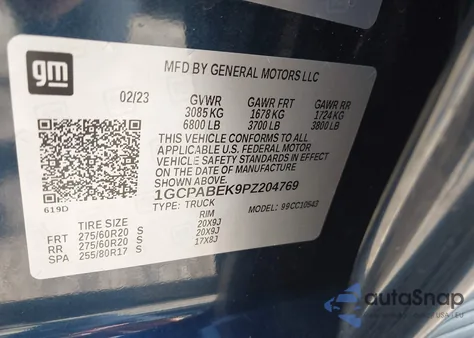 gm
MFD BY GENERAL MOTORS LLC
02/23 GVWR GAWR FRT GAWR RR
3085 KG 1678 KG 1724 KG
6800 LB 3700 LB 3800 LB
THIS VEHICLE CONFORMS TO ALL
APPLICABLE U.S. FEDERAL MOTOR
VEHICLE SAFETY STANDARDS IN EFFECT
ON THE DATE OF MANUFACTURE SHOWN ABOVE
1GCPABEK9PZ204769
619D
TYPE: TRUCK MODEL: 99CC10543
TIRE SIZE RIM
FRT 275/60R20 S 20X9J
RR 275/60R20 S 20X9J
SPA 255/80R17 S 17X8J
autoSnap